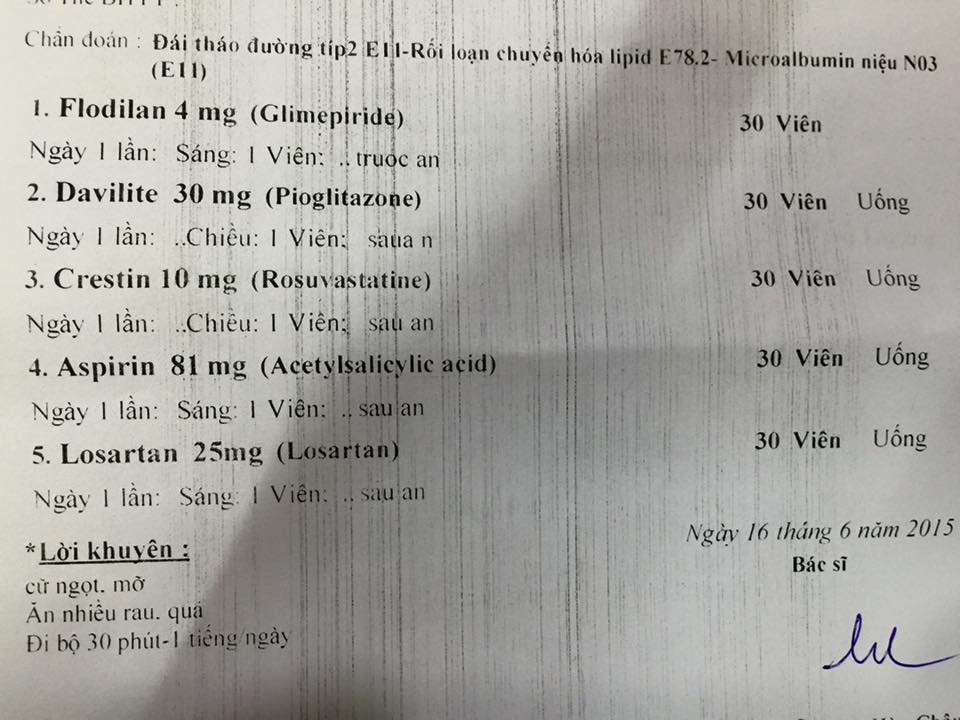 Chẩn đoán : Đái tháo đường típ2 E11-Rối loạn chuyển hóa lipid E78.2- Microalbumin niệu N03
(E11)
1. Flodilan 4 mg (Glimepiride) 30 Viên
Ngày 1 lần: Sáng: 1 Viên; .. truoc an
2. Davilite 30 mg (Pioglitazone) 30 Viên Uống
Ngày 1 lần: ..Chiều: 1 Viên; saua n
3. Crestin 10 mg (Rosuvastatine) 30 Viên Uống
Ngày 1 lần: ..Chiều: 1 Viên; sau an
4. Aspirin 81 mg (Acetylsalicylic acid) 30 Viên Uống
Ngày 1 lần: Sáng: 1 Viên; .. sau an
5. Losartan 25mg (Losartan) 30 Viên Uống
Ngày 1 lần: Sáng: 1 Viên; .. sau an
Ngày 16 tháng 6 năm 2015
*Lời khuyên :
Bác sĩ
cử ngọt. mỡ
Ăn nhiều rau. quả
Đi bộ 30 phút-1 tiếng/ngày